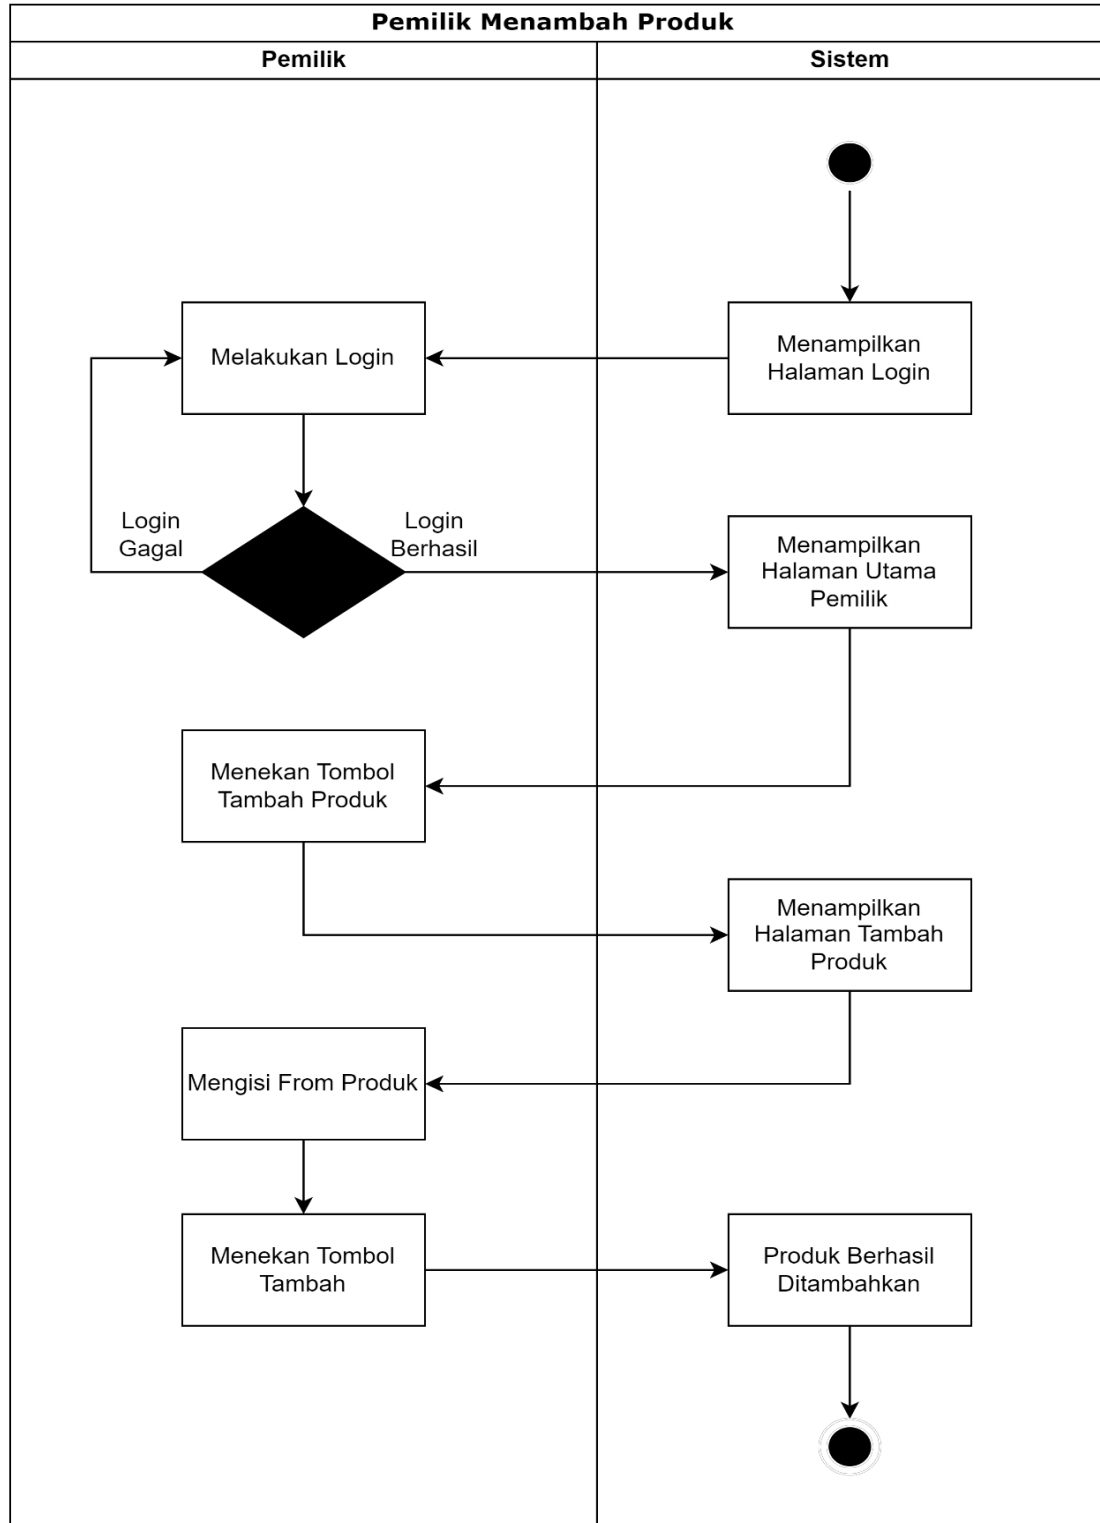 Pemilik Menambah Produk
Pemilik
Sistem
Melakukan Login
Menampilkan
Halaman Login
Login
Gagal
Login
Berhasil
Menampilkan
Halaman Utama
Pemilik
Menekan Tombol
Tambah Produk
Menampilkan
Halaman Tambah
Produk
Mengisi From Produk
Menekan Tombol
Tambah
Produk Berhasil
Ditambahkan